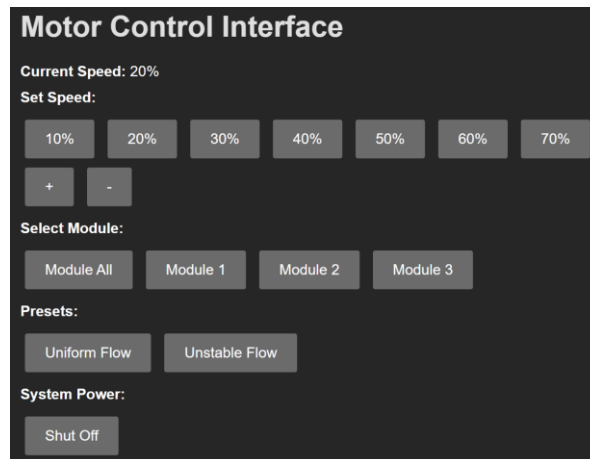 Motor Control Interface
Current Speed: 20%
Set Speed:
10% 20% 30% 40% 50% 60% 70%
+ -
Select Module:
Module All Module 1 Module 2 Module 3
Presets:
Uniform Flow Unstable Flow
System Power:
Shut Off